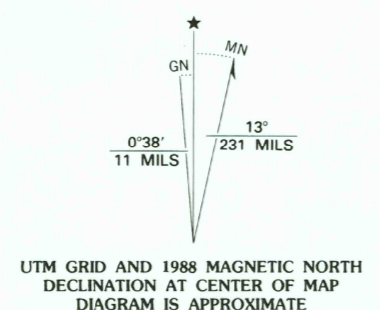 MN
GN
0°38'
11 MILS
13°
231 MILS
UTM GRID AND 1988 MAGNETIC NORTH
DECLINATION AT CENTER OF MAP
DIAGRAM IS APPROXIMATE